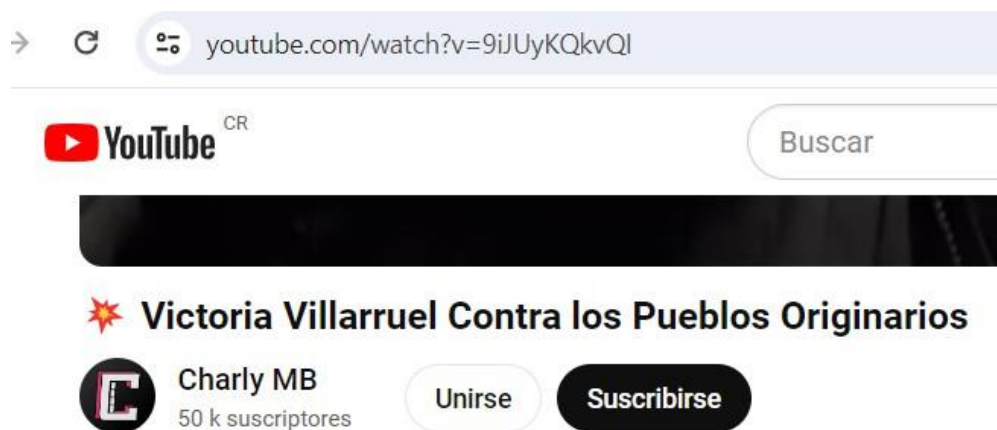 youtube.com/watch?v=9iJUyKQkvQI
YouTube CR
Buscar
Victoria Villarruel Contra los Pueblos Originarios
Charly MB
50 k suscriptores
Unirse
Suscribirse